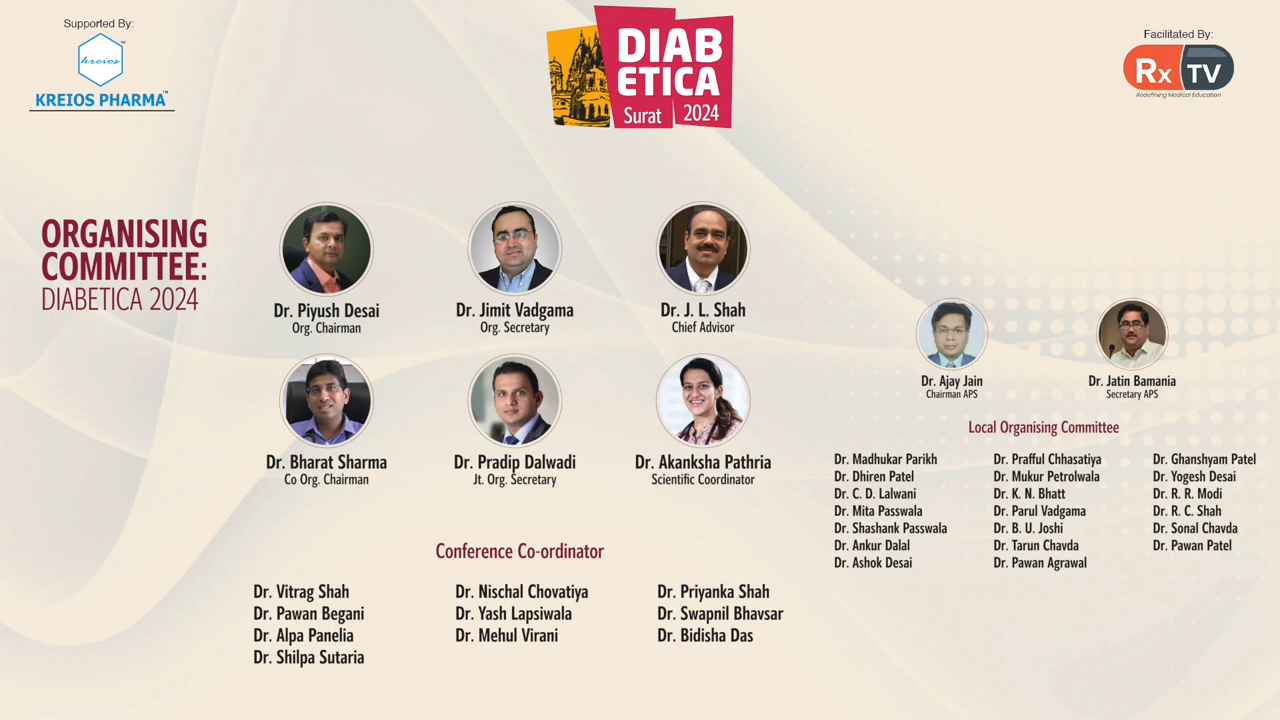 Supported By:
kreios
KREIOS PHARMA™
DIAB
ETICA
Surat 2024
Facilitated By:
Rx TV
Redefining Medical Education
ORGANISING
COMMITTEE:
DIABETICA 2024
Dr. Piyush Desai
Org. Chairman
Dr. Jimit Vadgama
Org. Secretary
Dr. J. L. Shah
Chief Advisor
Dr. Bharat Sharma
Co Org. Chairman
Dr. Pradip Dalwadi
Jt. Org. Secretary
Dr. Akanksha Pathria
Scientific Coordinator
Conference Co-ordinator
Dr. Vitrag Shah
Dr. Pawan Begani
Dr. Alpa Panelia
Dr. Shilpa Sutaria
Dr. Nischal Chovatiya
Dr. Yash Lapsiwala
Dr. Mehul Virani
Dr. Priyanka Shah
Dr. Swapnil Bhavsar
Dr. Bidisha Das
Dr. Ajay Jain
Chairman APS
Dr. Jatin Bamania
Secretary APS
Local Organising Committee
Dr. Madhukar Parikh
Dr. Dhiren Patel
Dr. C. D. Lalwani
Dr. Mita Passwala
Dr. Shashank Passwala
Dr. Ankur Dalal
Dr. Ashok Desai
Dr. Prafful Chhasatiya
Dr. Mukur Petrolwala
Dr. K. N. Bhatt
Dr. Parul Vadgama
Dr. B. U. Joshi
Dr. Tarun Chavda
Dr. Pawan Agrawal
Dr. Ghanshyam Patel
Dr. Yogesh Desai
Dr. R. R. Modi
Dr. R. C. Shah
Dr. Sonal Chavda
Dr. Pawan Patel